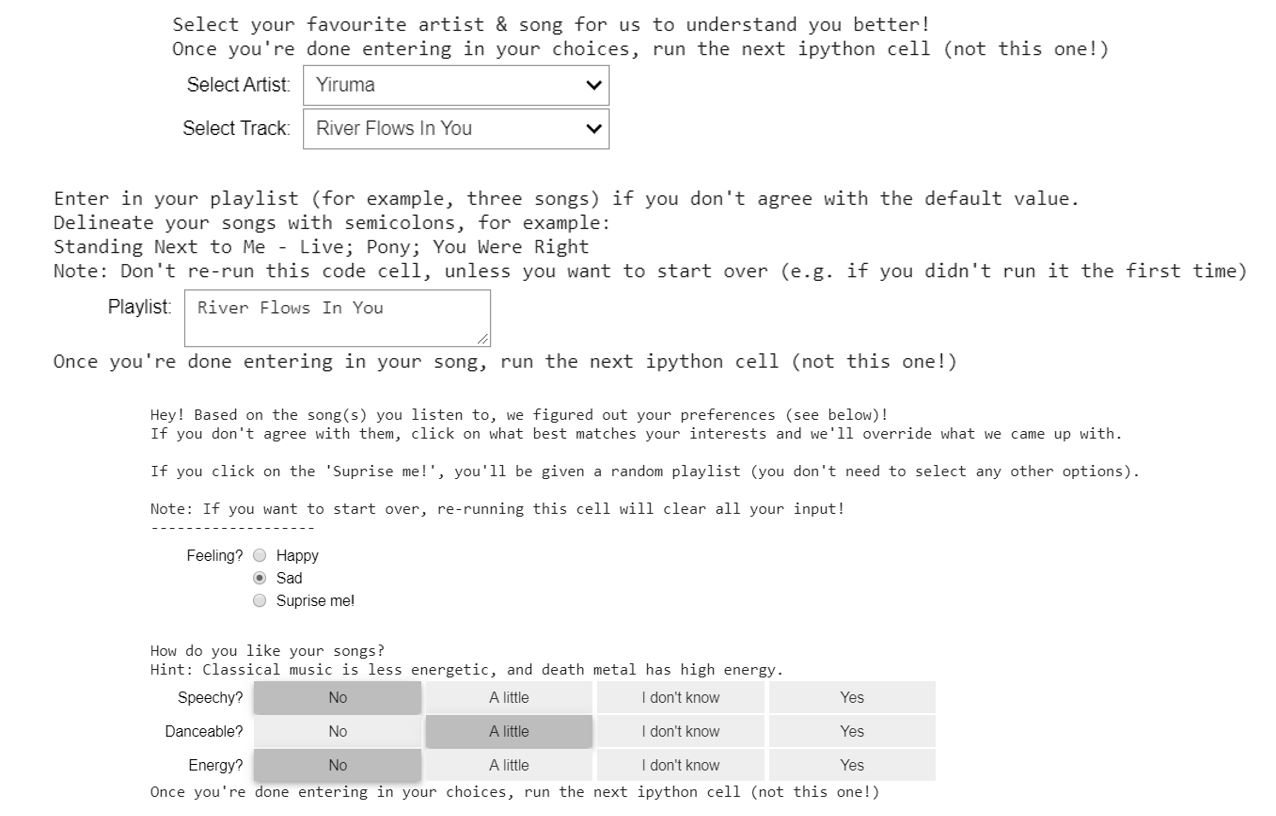 Select your favourite artist & song for us to understand you better!
Once you're done entering in your choices, run the next ipython cell (not this one!)
Select Artist: Yiruma
Select Track: River Flows In You
Enter in your playlist (for example, three songs) if you don't agree with the default value.
Delineate your songs with semicolons, for example:
Standing Next to Me - Live; Pony; You Were Right
Note: Don't re-run this code cell, unless you want to start over (e.g. if you didn't run it the first time)
Playlist: River Flows In You
Once you're done entering in your song, run the next ipython cell (not this one!)
Hey! Based on the song(s) you listen to, we figured out your preferences (see below)!
If you don't agree with them, click on what best matches your interests and we'll override what we came up with.
If you click on the 'Suprise me!', you'll be given a random playlist (you don't need to select any other options).
Note: If you want to start over, re-running this cell will clear all your input!
-------------------
Feeling? Happy
Sad
Suprise me!
How do you like your songs?
Hint: Classical music is less energetic, and death metal has high energy.
Speechy? No A little I don't know Yes
Danceable? No A little I don't know Yes
Energy? No A little I don't know Yes
Once you're done entering in your choices, run the next ipython cell (not this one!)